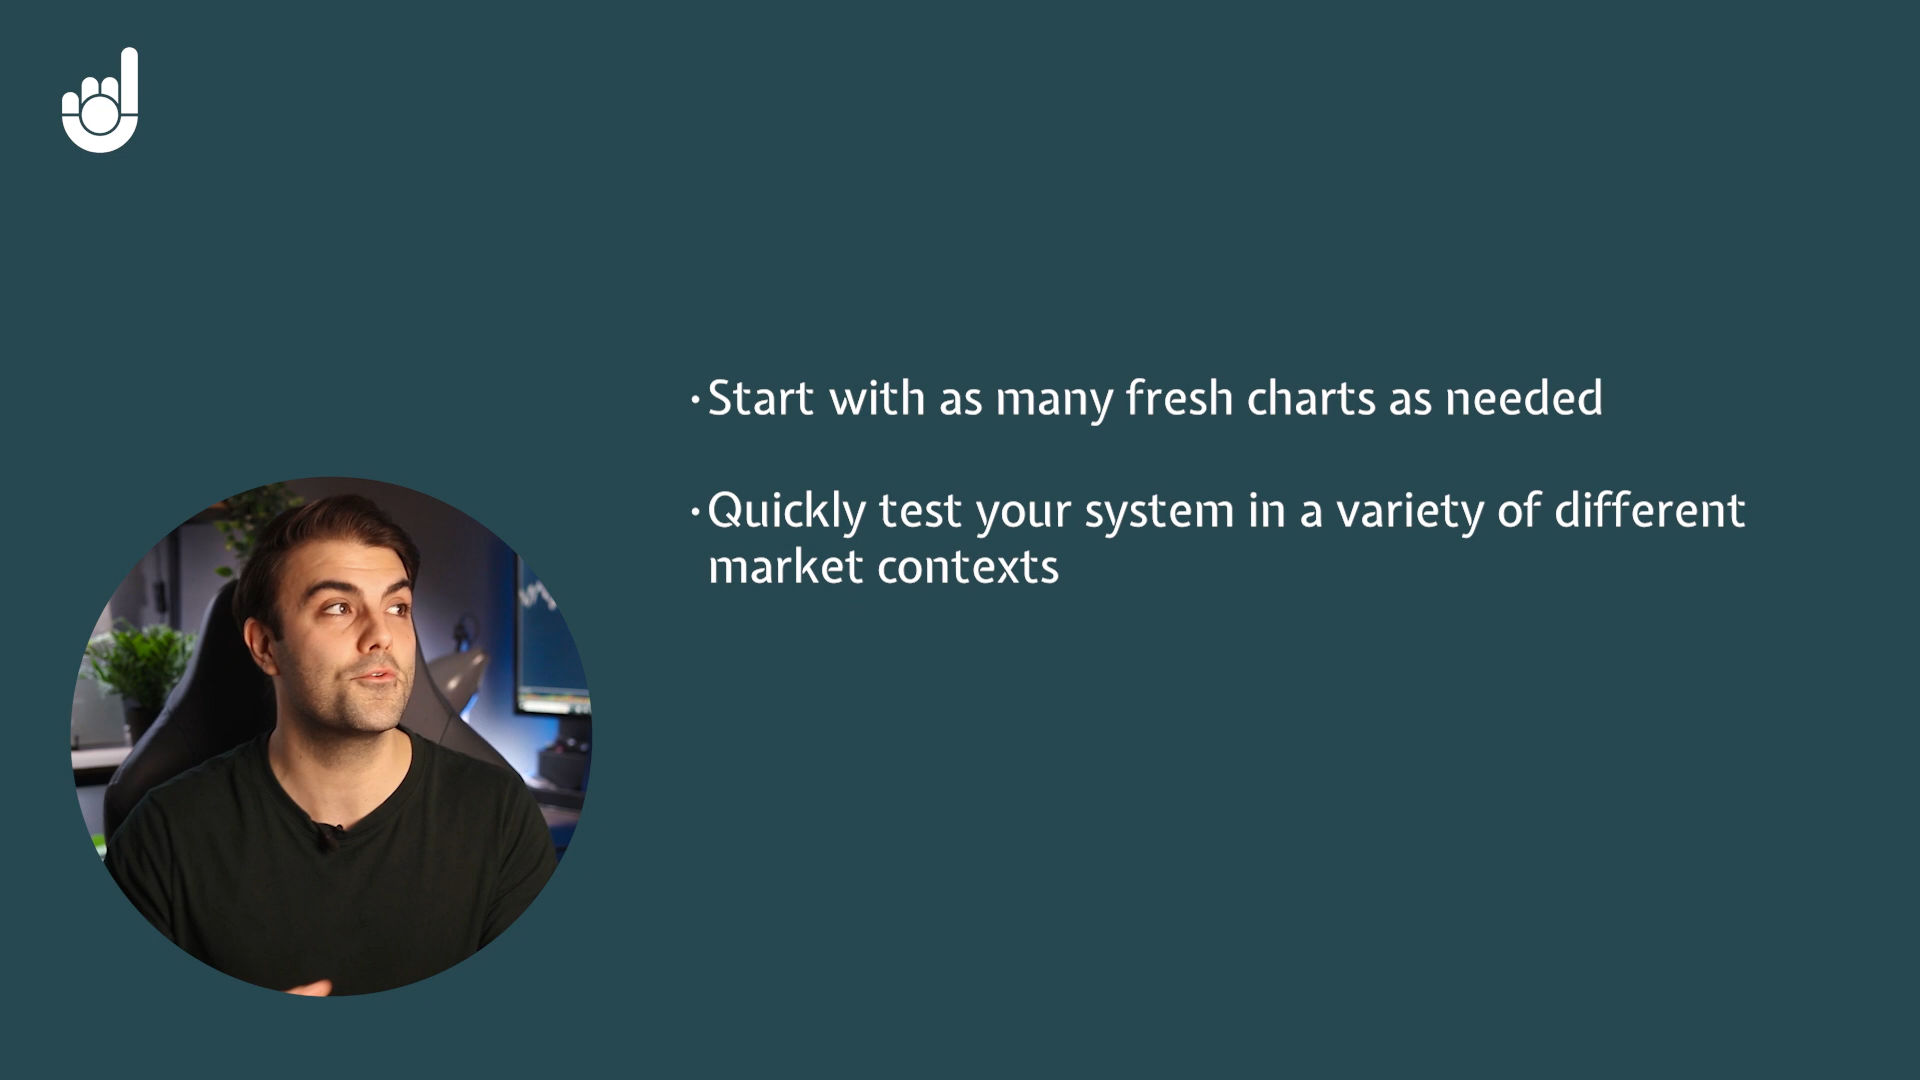 · Start with as many fresh charts as needed
· Quickly test your system in a variety of different
market contexts